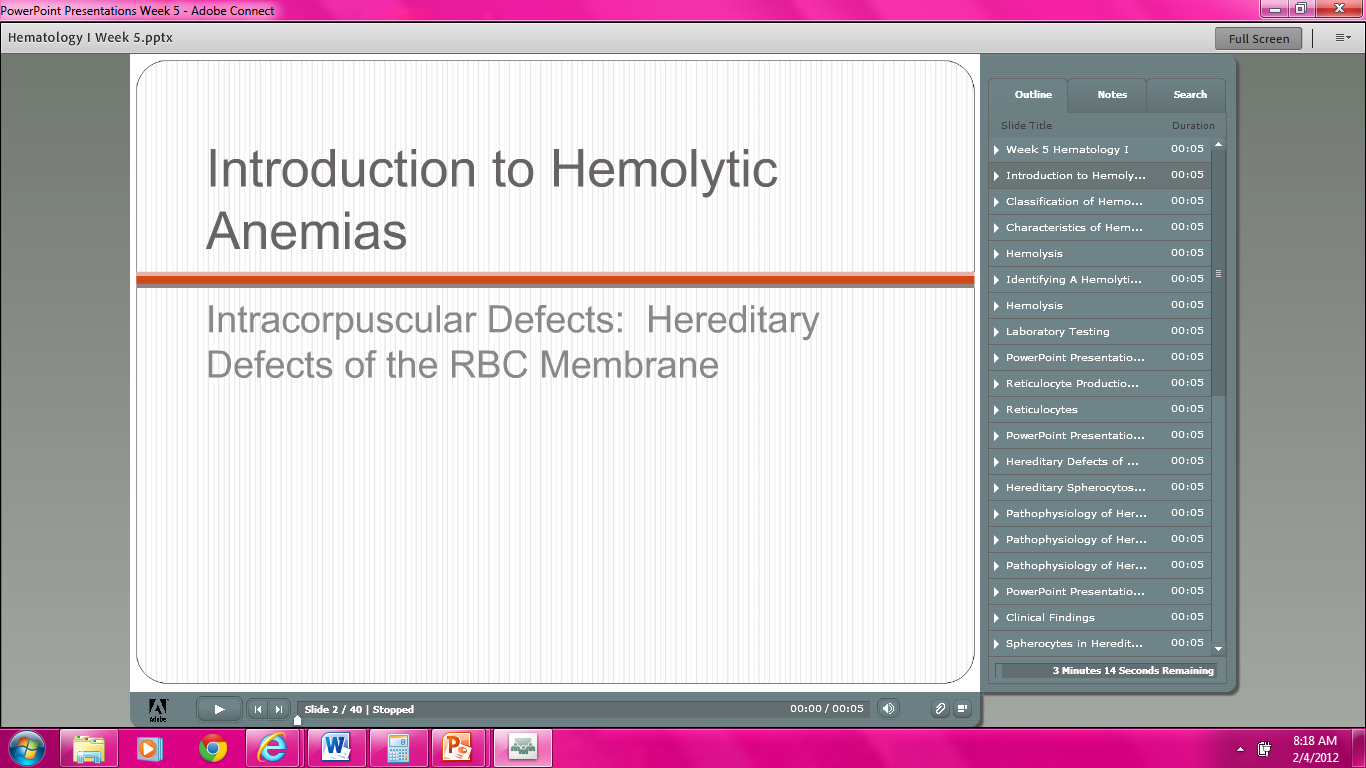 PowerPoint Presentations Week 5 - Adobe Connect
Hematology I Week 5.pptx
Full Screen
Introduction to Hemolytic
Anemias
Intracorpuscular Defects: Hereditary
Defects of the RBC Membrane
Outline Notes Search
Slide Title Duration
Week 5 Hematology I 00:05
Introduction to Hemoly... 00:05
Classification of Hemo... 00:05
Characteristics of Hem... 00:05
Hemolysis 00:05
Identifying A Hemolyti... 00:05
Hemolysis 00:05
Laboratory Testing 00:05
PowerPoint Presentatio... 00:05
Reticulocyte Productio... 00:05
Reticulocytes 00:05
PowerPoint Presentatio... 00:05
Hereditary Defects of ... 00:05
Hereditary Spherocytos... 00:05
Pathophysiology of Her... 00:05
Pathophysiology of Her... 00:05
Pathophysiology of Her... 00:05
PowerPoint Presentatio... 00:05
Clinical Findings 00:05
Spherocytes in Heredit... 00:05
3 Minutes 14 Seconds Remaining
Adobe
Slide 2 / 40 | Stopped 00:00 / 00:05
8:18 AM
2/4/2012